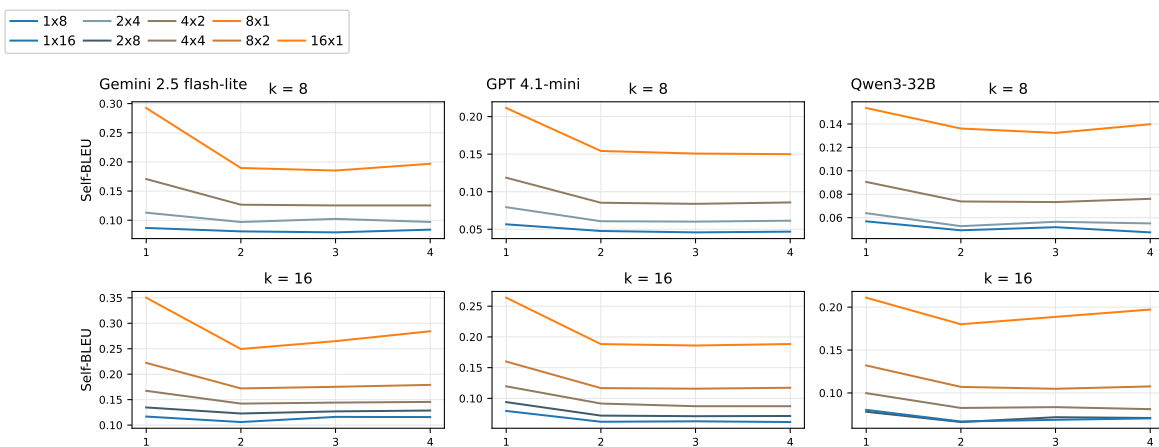 1x8 2x4 4x2 8x1
1x16 2x8 4x4 8x2 16x1
Gemini 2.5 flash-lite k = 8 GPT 4.1-mini k = 8 Qwen3-32B k = 8
Self-BLEU
0.30
0.25
0.20
0.15
0.10
1 2 3 4
0.20
0.15
0.10
0.05
1 2 3 4
0.14
0.12
0.10
0.08
0.06
1 2 3 4
k = 16 k = 16 k = 16
Self-BLEU
0.35
0.30
0.25
0.20
0.15
0.10
1 2 3 4
0.25
0.20
0.15
0.10
1 2 3 4
0.20
0.15
0.10
1 2 3 4